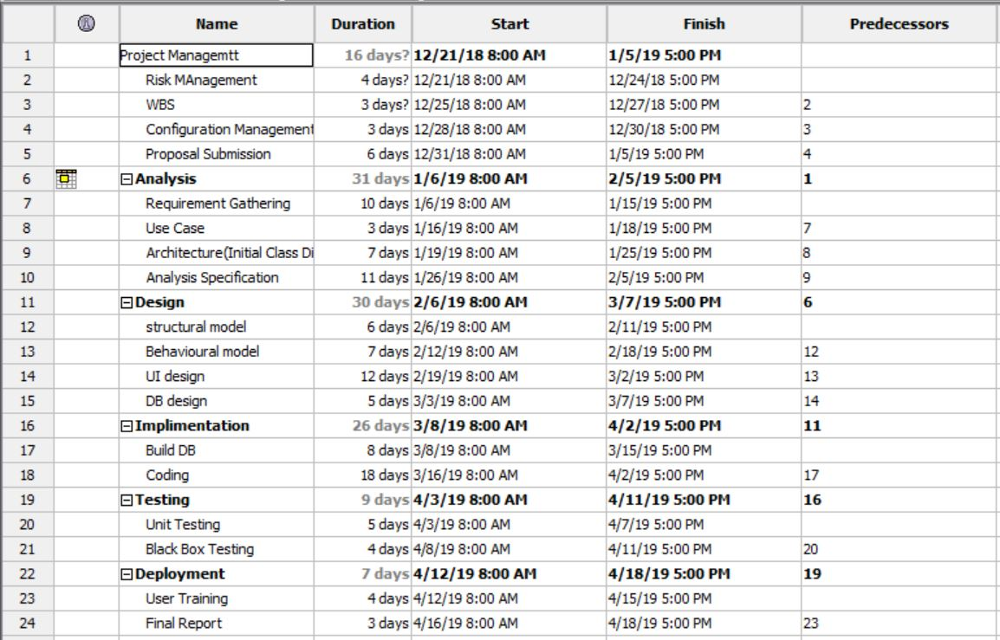 Name Duration Start Finish Predecessors
1 Project Managemtt 16 days? 12/21/18 8:00 AM 1/5/19 5:00 PM
2 Risk MAnagement 4 days? 12/21/18 8:00 AM 12/24/18 5:00 PM
3 WBS 3 days? 12/25/18 8:00 AM 12/27/18 5:00 PM 2
4 Configuration Management 3 days 12/28/18 8:00 AM 12/30/18 5:00 PM 3
5 Proposal Submission 6 days 12/31/18 8:00 AM 1/5/19 5:00 PM 4
6 Analysis 31 days 1/6/19 8:00 AM 2/5/19 5:00 PM 1
7 Requirement Gathering 10 days 1/6/19 8:00 AM 1/15/19 5:00 PM
8 Use Case 3 days 1/16/19 8:00 AM 1/18/19 5:00 PM 7
9 Architecture(Initial Class Di 7 days 1/19/19 8:00 AM 1/25/19 5:00 PM 8
10 Analysis Specification 11 days 1/26/19 8:00 AM 2/5/19 5:00 PM 9
11 Design 30 days 2/6/19 8:00 AM 3/7/19 5:00 PM 6
12 structural model 6 days 2/6/19 8:00 AM 2/11/19 5:00 PM
13 Behavioural model 7 days 2/12/19 8:00 AM 2/18/19 5:00 PM 12
14 UI design 12 days 2/19/19 8:00 AM 3/2/19 5:00 PM 13
15 DB design 5 days 3/3/19 8:00 AM 3/7/19 5:00 PM 14
16 Implimentation 26 days 3/8/19 8:00 AM 4/2/19 5:00 PM 11
17 Build DB 8 days 3/8/19 8:00 AM 3/15/19 5:00 PM
18 Coding 18 days 3/16/19 8:00 AM 4/2/19 5:00 PM 17
19 Testing 9 days 4/3/19 8:00 AM 4/11/19 5:00 PM 16
20 Unit Testing 5 days 4/3/19 8:00 AM 4/7/19 5:00 PM
21 Black Box Testing 4 days 4/8/19 8:00 AM 4/11/19 5:00 PM 20
22 Deployment 7 days 4/12/19 8:00 AM 4/18/19 5:00 PM 19
23 User Training 4 days 4/12/19 8:00 AM 4/15/19 5:00 PM
24 Final Report 3 days 4/16/19 8:00 AM 4/18/19 5:00 PM 23